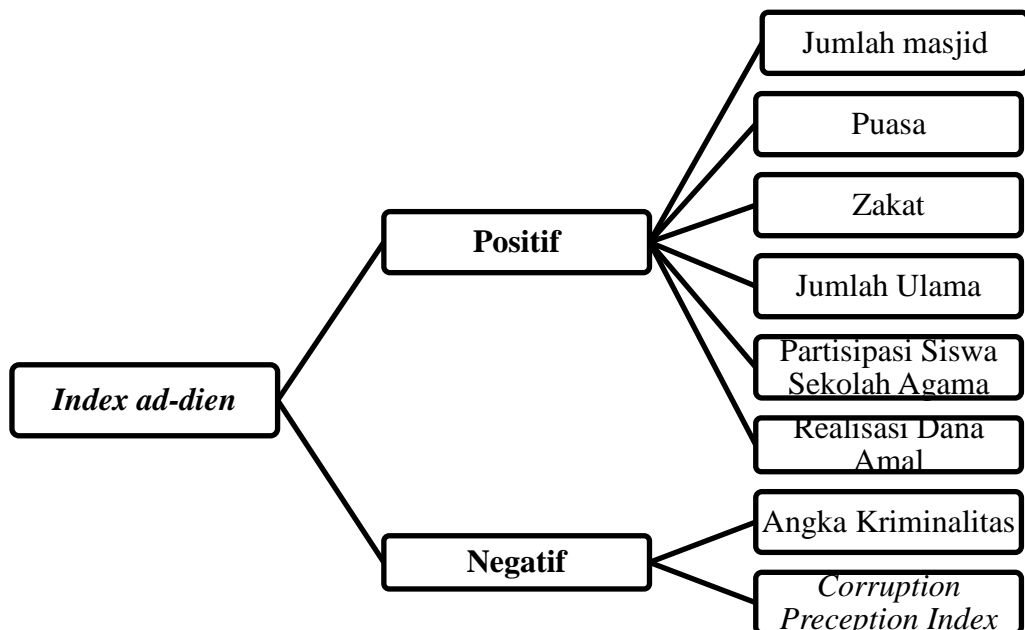 Jumlah masjid
Puasa
Zakat
Positif
Jumlah Ulama
Partisipasi Siswa
Sekolah Agama
Index ad-dien
Realisasi Dana
Amal
Angka Kriminalitas
Negatif
Corruption
Preception Index